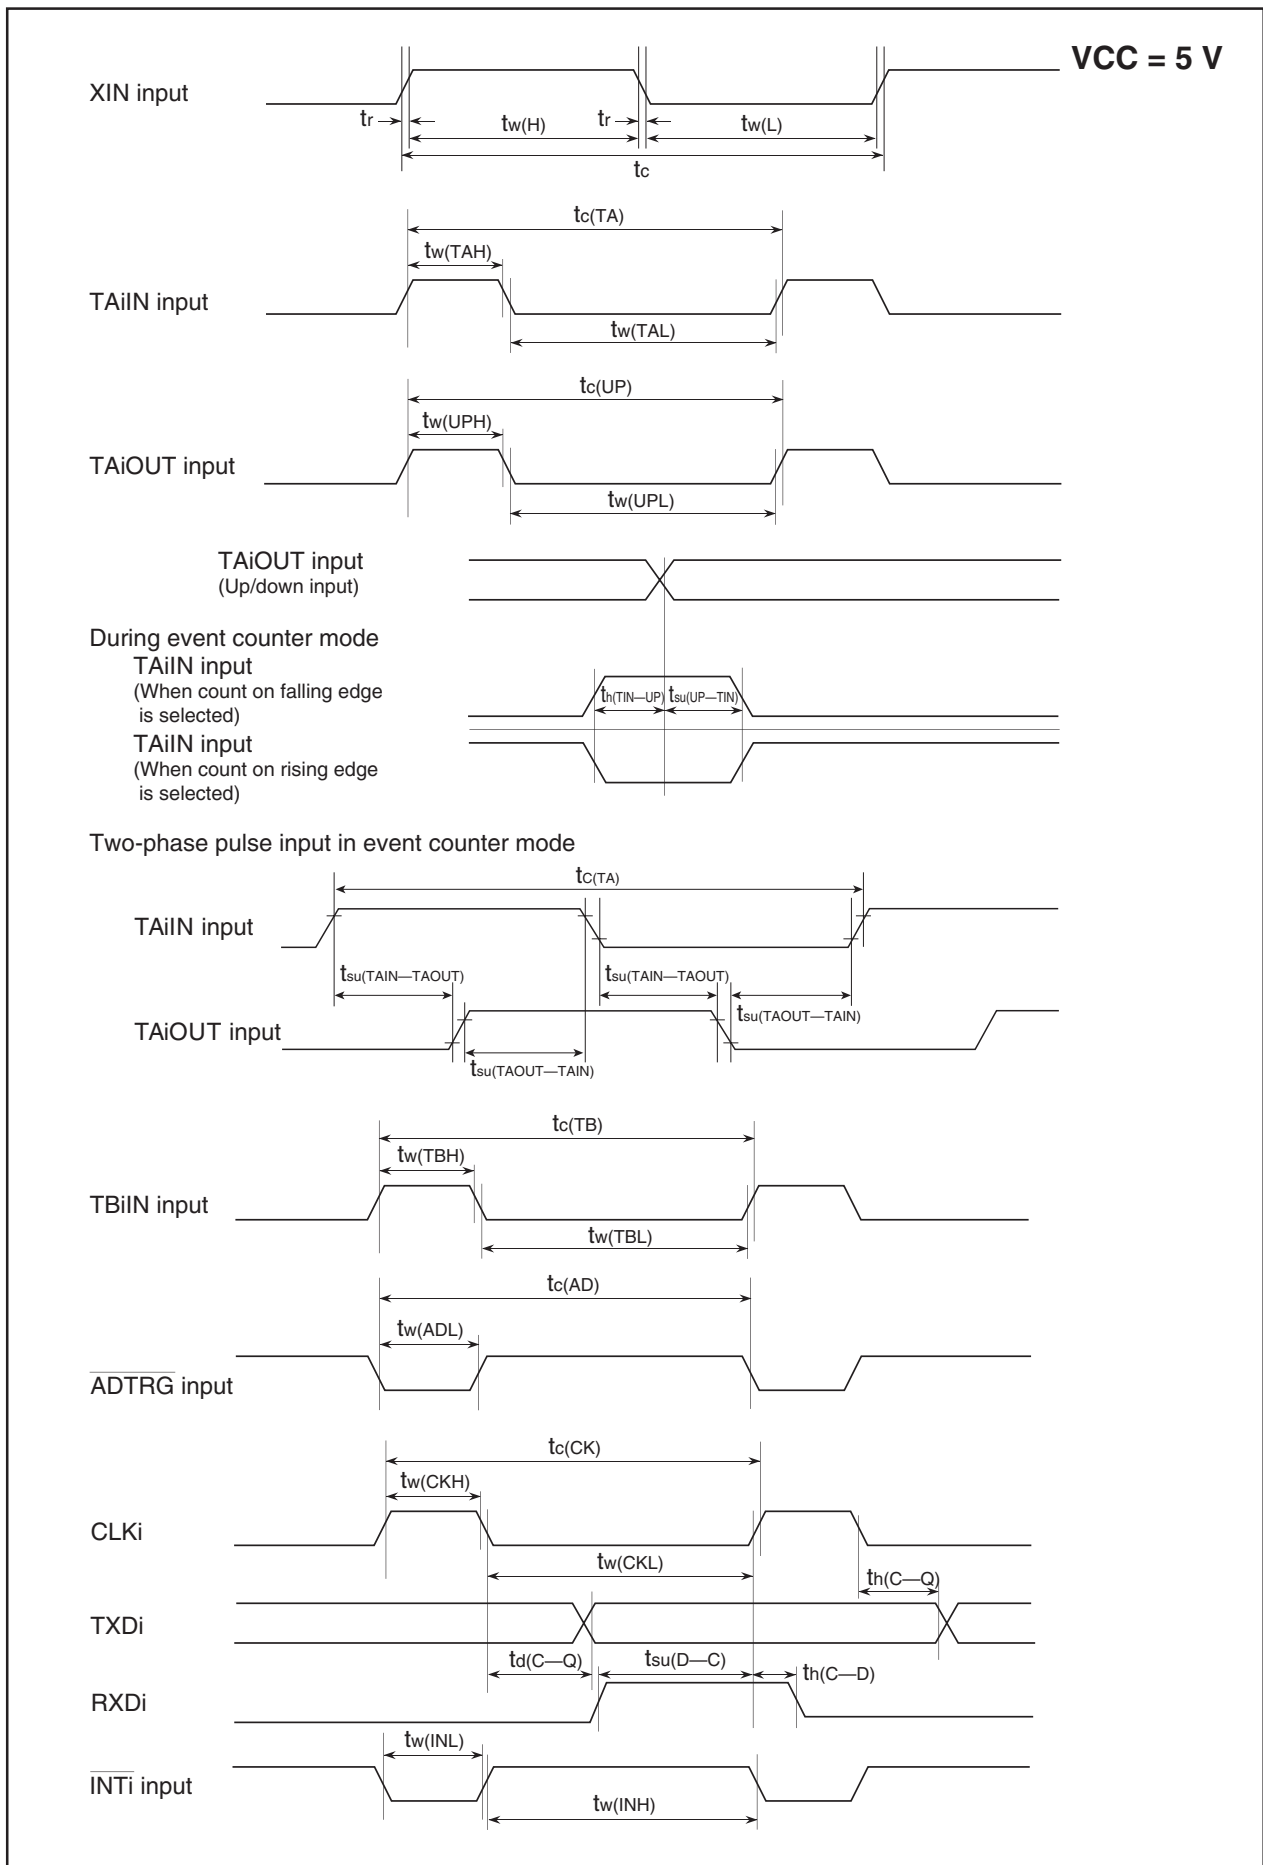 VCC = 5 V
XIN input
tr
tw(H)
tr
tw(L)
tc
tc(TA)
tw(TAH)
TAiIN input
tw(TAL)
tc(UP)
tw(UPH)
TAiOUT input
tw(UPL)
TAiOUT input
(Up/down input)
During event counter mode
TAiIN input
(When count on falling edge
is selected)
th(TIN—UP)
tsu(UP—TIN)
TAiIN input
(When count on rising edge
is selected)
Two-phase pulse input in event counter mode
tC(TA)
TAiIN input
tsu(TAIN—TAOUT)
tsu(TAIN—TAOUT)
tsu(TAOUT—TAIN)
TAiOUT input
tsu(TAOUT—TAIN)
tc(TB)
tw(TBH)
TBiIN input
tw(TBL)
tc(AD)
tw(ADL)
ADTRG input
tc(CK)
tw(CKH)
CLKi
tw(CKL)
th(C—Q)
TXDi
td(C—Q)
tsu(D—C)
th(C—D)
RXDi
tw(INL)
INTi input
tw(INH)